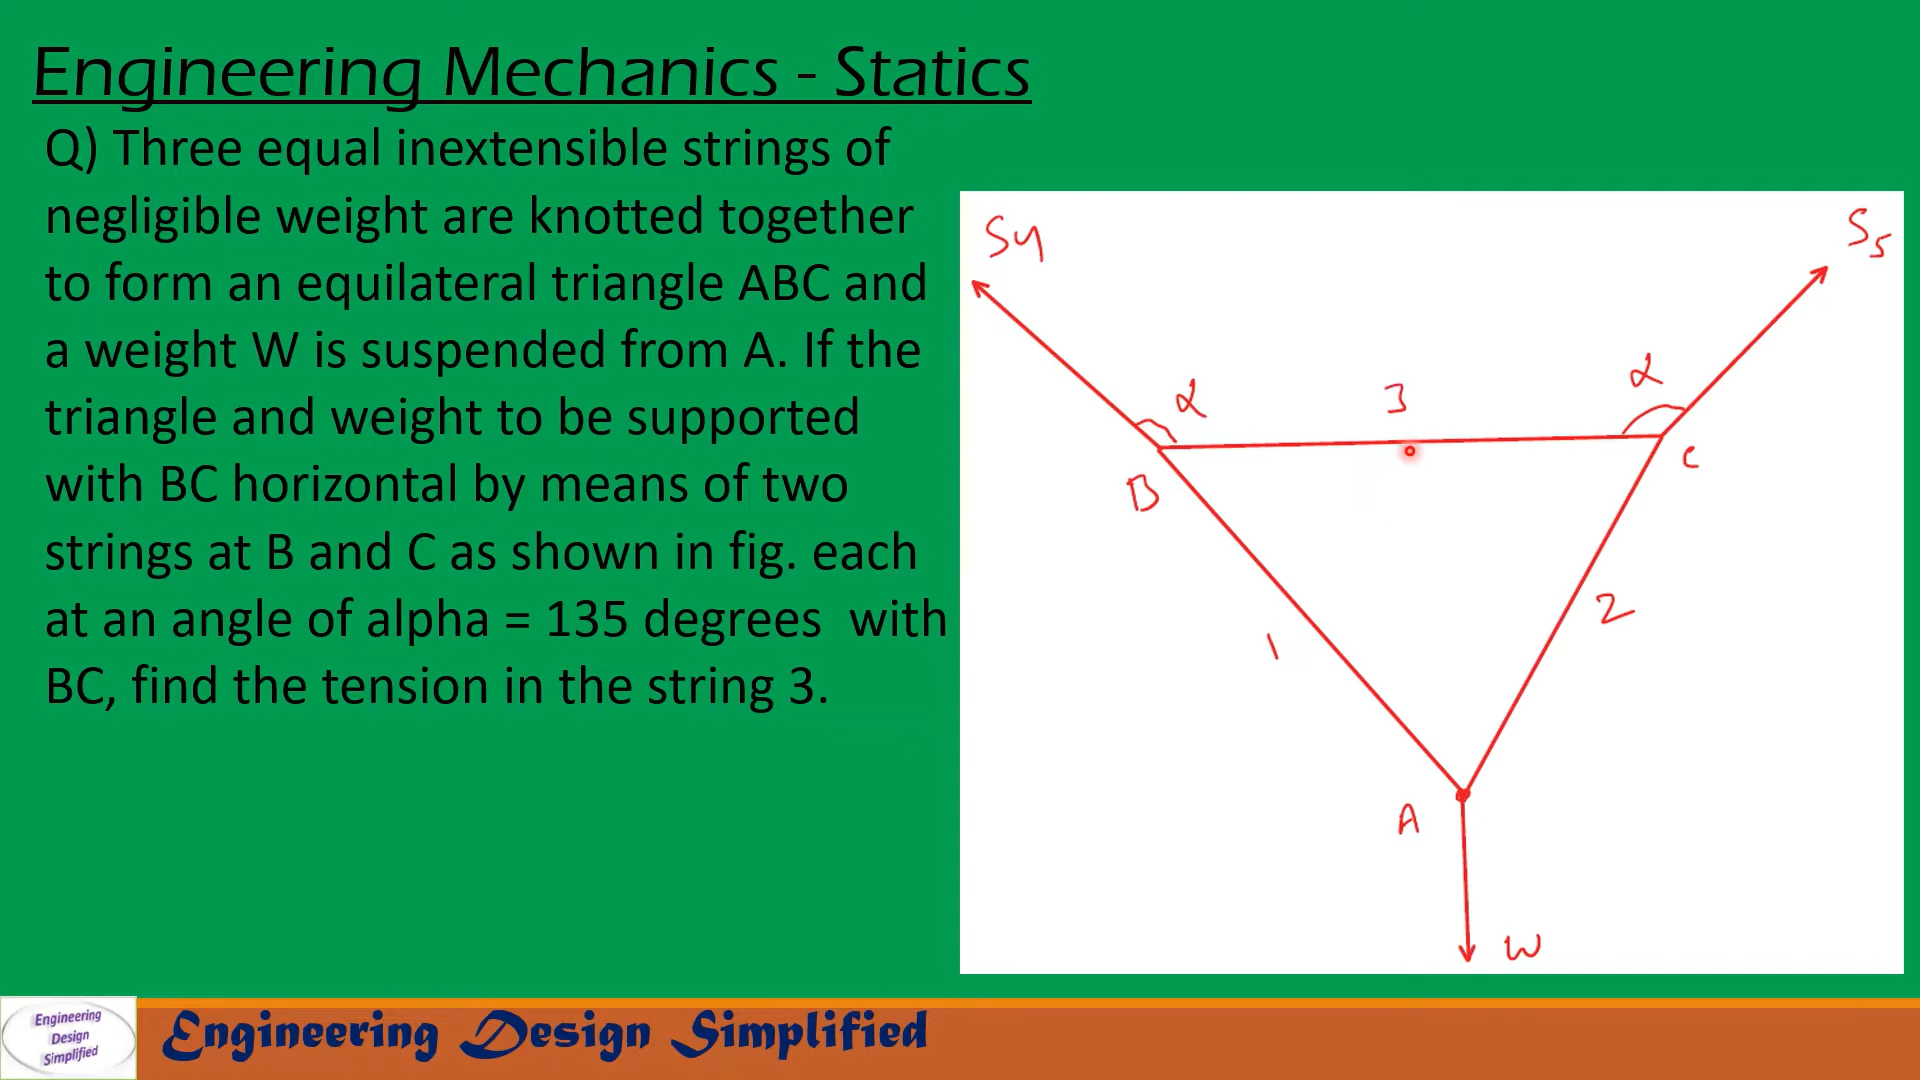 Engineering Mechanics - Statics
Q) Three equal inextensible strings of
negligible weight are knotted together
to form an equilateral triangle ABC and
a weight W is suspended from A. If the
triangle and weight to be supported
with BC horizontal by means of two
strings at B and C as shown in fig. each
at an angle of alpha = 135 degrees with
BC, find the tension in the string 3.
S4
S5
α
3
α
B
C
1
2
A
W
Engineering
Design
Simplified
Engineering Design Simplified